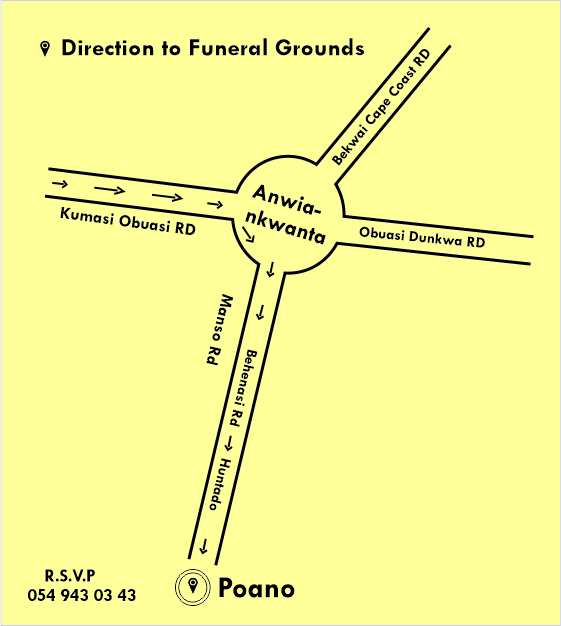 Direction to Funeral Grounds
Bekwai Cape Coast RD
Anwia-
nkwanta
Kumasi Obuasi RD
Obuasi Dunkwa RD
Manso Rd
Behenasi Rd
Huntado
R.S.V.P
054 943 03 43
Poano